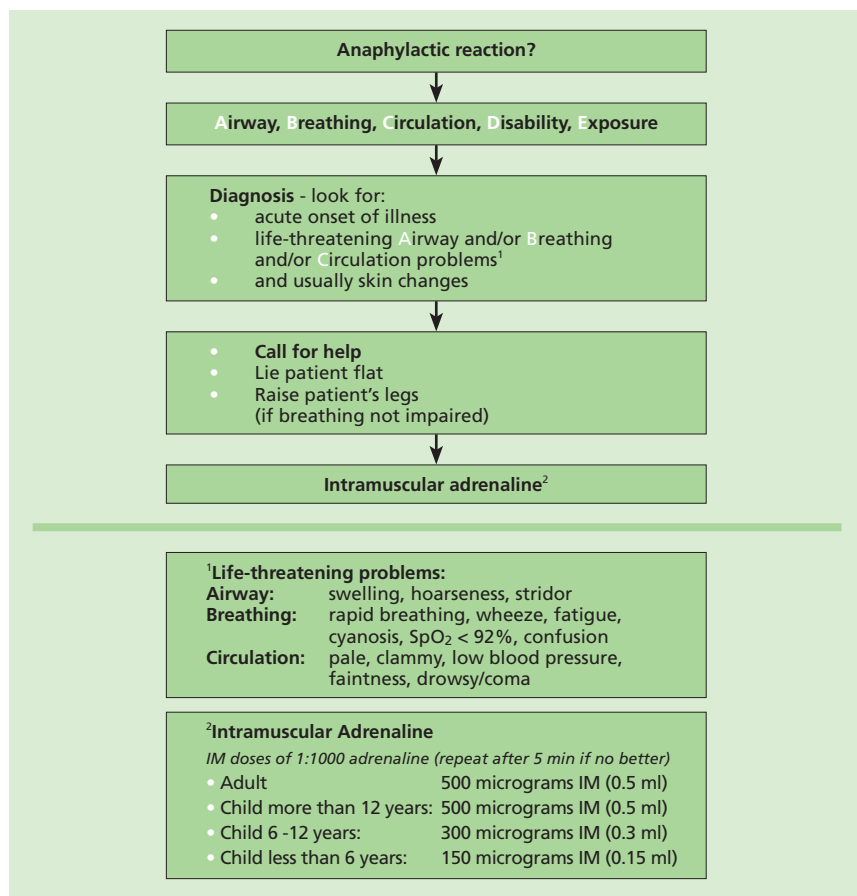 Anaphylactic reaction?
Airway, Breathing, Circulation, Disability, Exposure
Diagnosis - look for:
• acute onset of illness
• life-threatening Airway and/or Breathing
and/or Circulation problems¹
• and usually skin changes
• Call for help
• Lie patient flat
• Raise patient's legs
(if breathing not impaired)
Intramuscular adrenaline²
¹Life-threatening problems:
Airway: swelling, hoarseness, stridor
Breathing: rapid breathing, wheeze, fatigue,
cyanosis, SpO₂ < 92%, confusion
Circulation: pale, clammy, low blood pressure,
faintness, drowsy/coma
²Intramuscular Adrenaline
IM doses of 1:1000 adrenaline (repeat after 5 min if no better)
• Adult 500 micrograms IM (0.5 ml)
• Child more than 12 years: 500 micrograms IM (0.5 ml)
• Child 6 -12 years: 300 micrograms IM (0.3 ml)
• Child less than 6 years: 150 micrograms IM (0.15 ml)